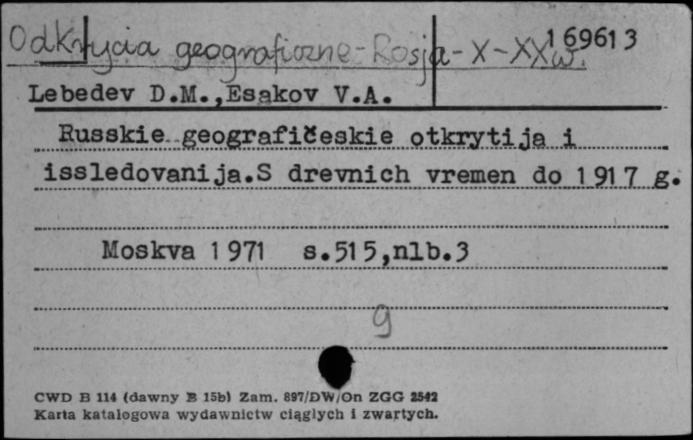 Odkrycia geograficzne - Rosja - X - XX w. 169613
Lebedev D.M.,Esakov V.A.
Russkie geografičeskie otkrytija i
issledovanija.S drevnich vremen do 1917 g.
Moskva 1971 s.515,nlb.3
9
CWD B 114 (dawny B 15b) Zam. 897/DW/On ZGG 2542
Karta katalogowa wydawnictw ciągłych i zwartych.